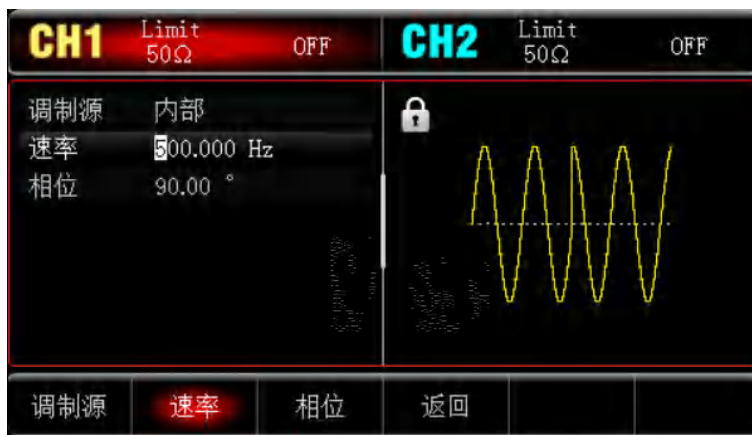 CH1 Limit 50Ω OFF
CH2 Limit 50Ω OFF
调制源 内部
速率 500.000 Hz
相位 90.00 °
调制源 速率 相位 返回